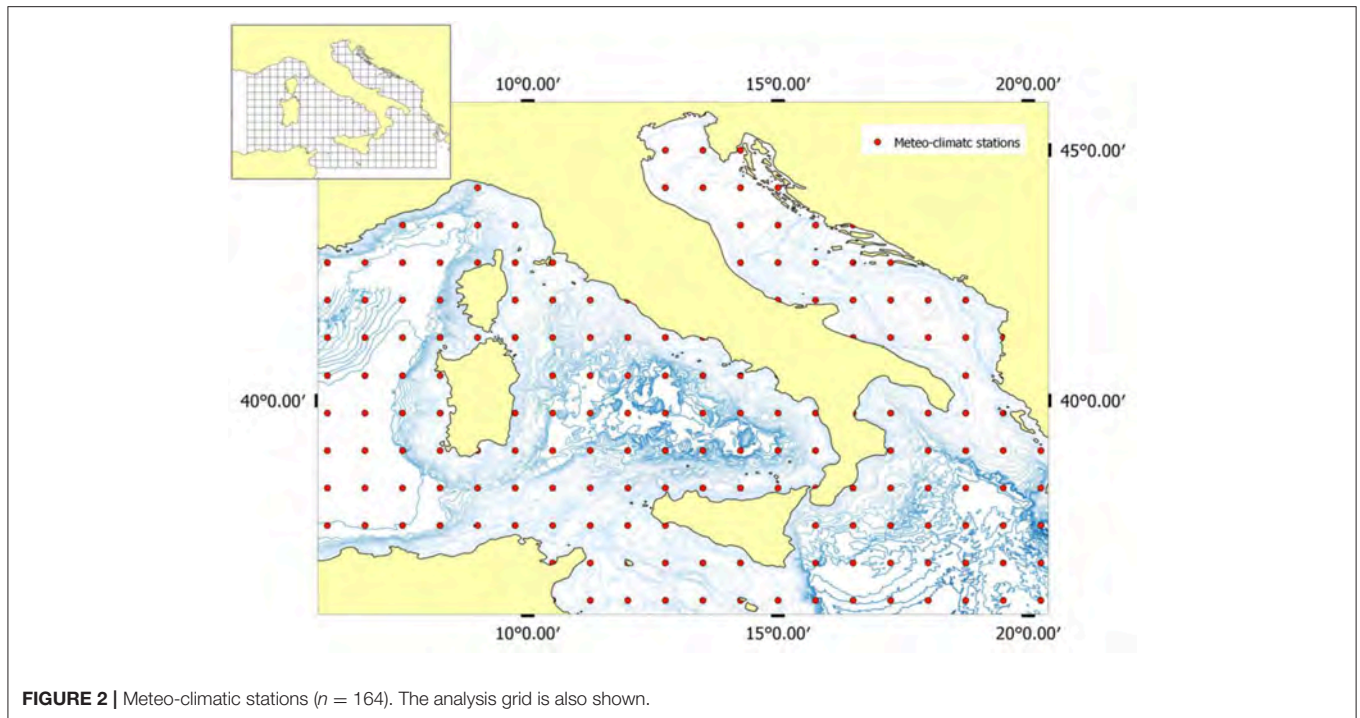 10°0.00′ 15°0.00′ 20°0.00′
Meteo-climatc stations
45°0.00′
40°0.00′ 40°0.00′
10°0.00′ 15°0.00′ 20°0.00′
FIGURE 2 | Meteo-climatic stations (n = 164). The analysis grid is also shown.